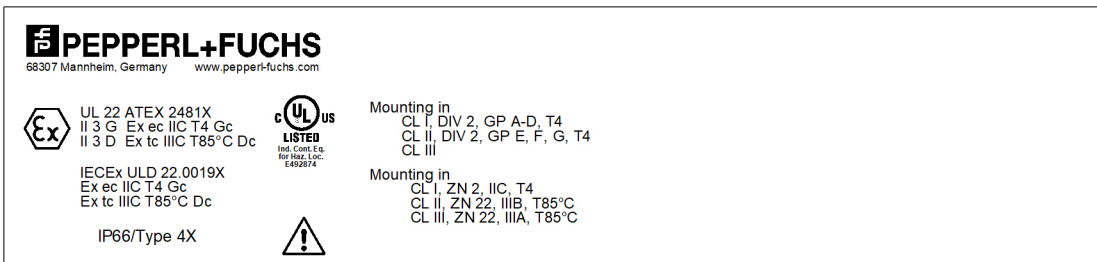 PEPPERL+FUCHS
68307 Mannheim, Germany www.pepperl-fuchs.com
Ex
UL 22 ATEX 2481X
II 3 G Ex ec IIC T4 Gc
II 3 D Ex tc IIIC T85°C Dc
IECEx ULD 22.0019X
Ex ec IIC T4 Gc
Ex tc IIIC T85°C Dc
IP66/Type 4X
C UL US
LISTED
Ind. Cont. Eq.
for Haz. Loc.
E492874
Mounting in
CL I, DIV 2, GP A-D, T4
CL II, DIV 2, GP E, F, G, T4
CL III
Mounting in
CL I, ZN 2, IIC, T4
CL II, ZN 22, IIIB, T85°C
CL III, ZN 22, IIIA, T85°C